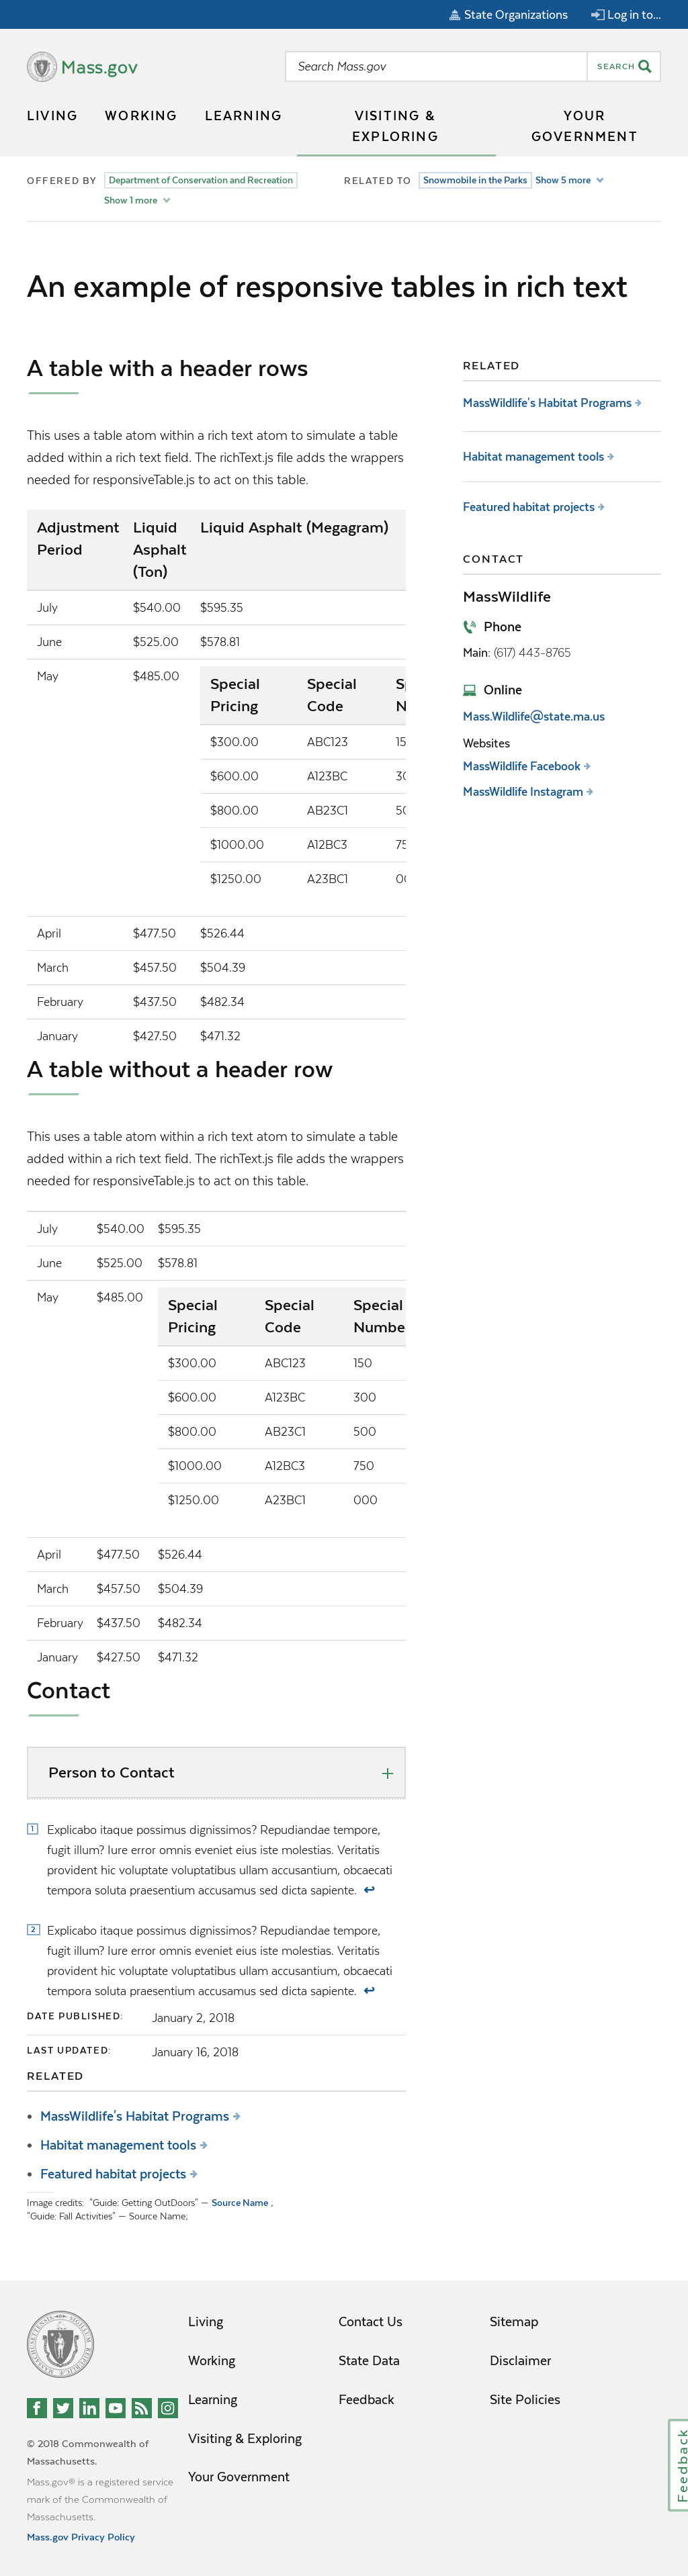 State Organizations Log in to...
Mass.gov
Search Mass.gov SEARCH
LIVING WORKING LEARNING VISITING & EXPLORING YOUR GOVERNMENT
OFFERED BY Department of Conservation and Recreation
Show 1 more
RELATED TO Snowmobile in the Parks Show 5 more
An example of responsive tables in rich text
A table with a header rows
This uses a table atom within a rich text atom to simulate a table
added within a rich text field. The richText.js file adds the wrappers
needed for responsiveTable.js to act on this table.
Adjustment Period Liquid Asphalt (Ton) Liquid Asphalt (Megagram)
July $540.00 $595.35
June $525.00 $578.81
May $485.00
Special Pricing Special Code
$300.00 ABC123 15
$600.00 A123BC 30
$800.00 AB23C1 50
$1000.00 A12BC3 75
$1250.00 A23BC1 00
April $477.50 $526.44
March $457.50 $504.39
February $437.50 $482.34
January $427.50 $471.32
A table without a header row
This uses a table atom within a rich text atom to simulate a table
added within a rich text field. The richText.js file adds the wrappers
needed for responsiveTable.js to act on this table.
July $540.00 $595.35
June $525.00 $578.81
May $485.00
Special Pricing Special Code Special Numbe
$300.00 ABC123 150
$600.00 A123BC 300
$800.00 AB23C1 500
$1000.00 A12BC3 750
$1250.00 A23BC1 000
April $477.50 $526.44
March $457.50 $504.39
February $437.50 $482.34
January $427.50 $471.32
Contact
Person to Contact +
1 Explicabo itaque possimus dignissimos? Repudiandae tempore,
fugit illum? Iure error omnis eveniet eius iste molestias. Veritatis
provident hic voluptate voluptatibus ullam accusantium, obcaecati
tempora soluta praesentium accusamus sed dicta sapiente. ↩
2 Explicabo itaque possimus dignissimos? Repudiandae tempore,
fugit illum? Iure error omnis eveniet eius iste molestias. Veritatis
provident hic voluptate voluptatibus ullam accusantium, obcaecati
tempora soluta praesentium accusamus sed dicta sapiente. ↩
DATE PUBLISHED: January 2, 2018
LAST UPDATED: January 16, 2018
RELATED
• MassWildlife's Habitat Programs
• Habitat management tools
• Featured habitat projects
Image credits: "Guide: Getting OutDoors" — Source Name ;
"Guide: Fall Activities" — Source Name;
RELATED
MassWildlife's Habitat Programs
Habitat management tools
Featured habitat projects
CONTACT
MassWildlife
Phone
Main: (617) 443-8765
Online
Mass.Wildlife@state.ma.us
Websites
MassWildlife Facebook
MassWildlife Instagram
Living
Working
Learning
Visiting & Exploring
Your Government
Contact Us
State Data
Feedback
Sitemap
Disclaimer
Site Policies
© 2018 Commonwealth of
Massachusetts.
Mass.gov® is a registered service
mark of the Commonwealth of
Massachusetts.
Mass.gov Privacy Policy
Feedback